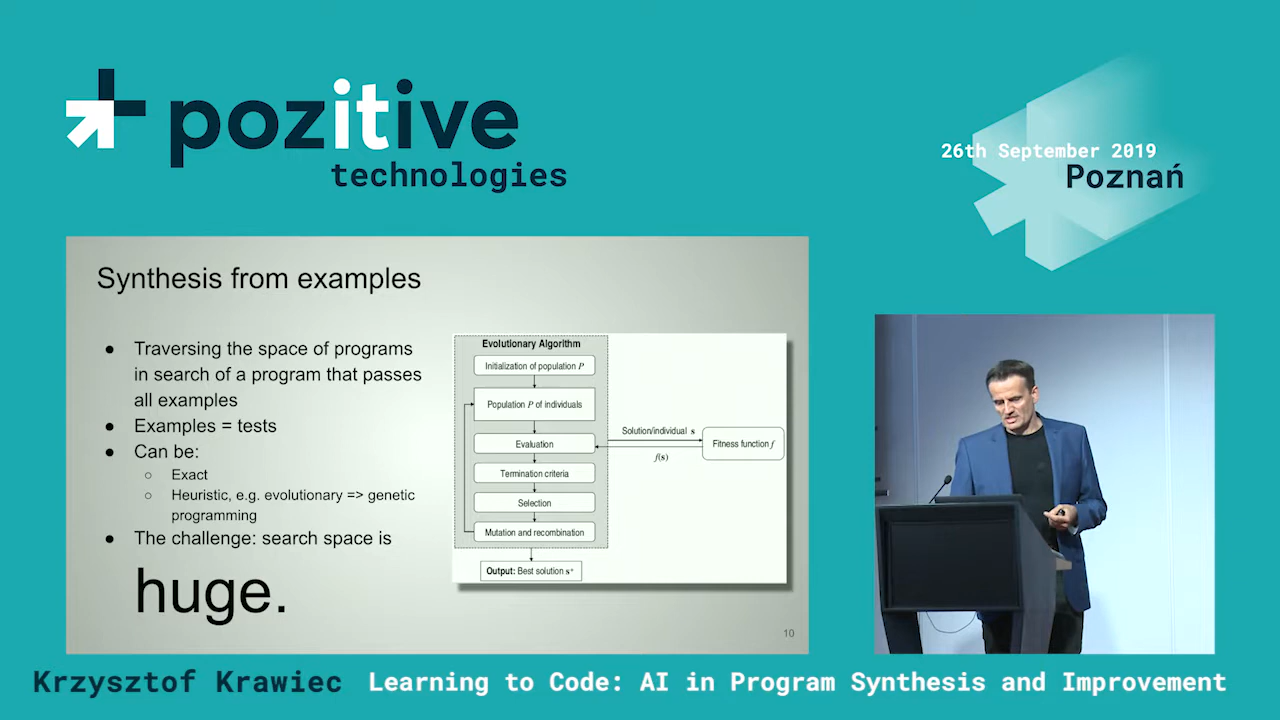 pozitive
technologies
26th September 2019
Poznań
Synthesis from examples
● Traversing the space of programs
in search of a program that passes
all examples
● Examples = tests
● Can be:
○ Exact
○ Heuristic, e.g. evolutionary => genetic
programming
● The challenge: search space is
huge.
Evolutionary Algorithm
Initialization of population P
Population P of individuals
Evaluation
Termination criteria
Selection
Mutation and recombination
Output: Best solution s⁺
Solution/individual s
f(s)
Fitness function f
10
Krzysztof Krawiec Learning to Code: AI in Program Synthesis and Improvement